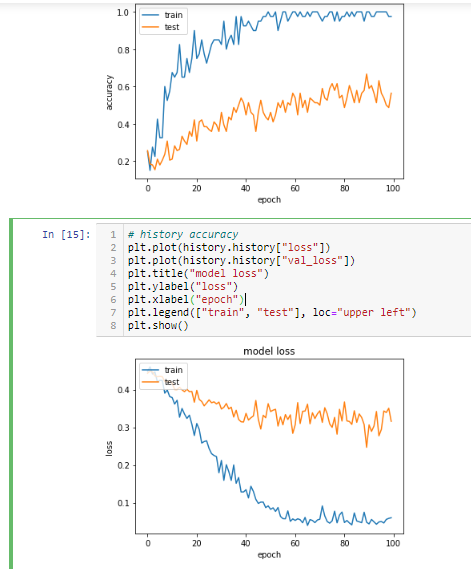 1.0
train
test
0.8
0.6
0.4
0.2
accuracy
0 20 40 60 80 100
epoch
In [15]:
1 # history accuracy
2 plt.plot(history.history["loss"])
3 plt.plot(history.history["val_loss"])
4 plt.title("model loss")
5 plt.ylabel("loss")
6 plt.xlabel("epoch")
7 plt.legend(["train", "test"], loc="upper left")
8 plt.show()
model loss
train
test
0.4
0.3
0.2
0.1
loss
0 20 40 60 80 100
epoch